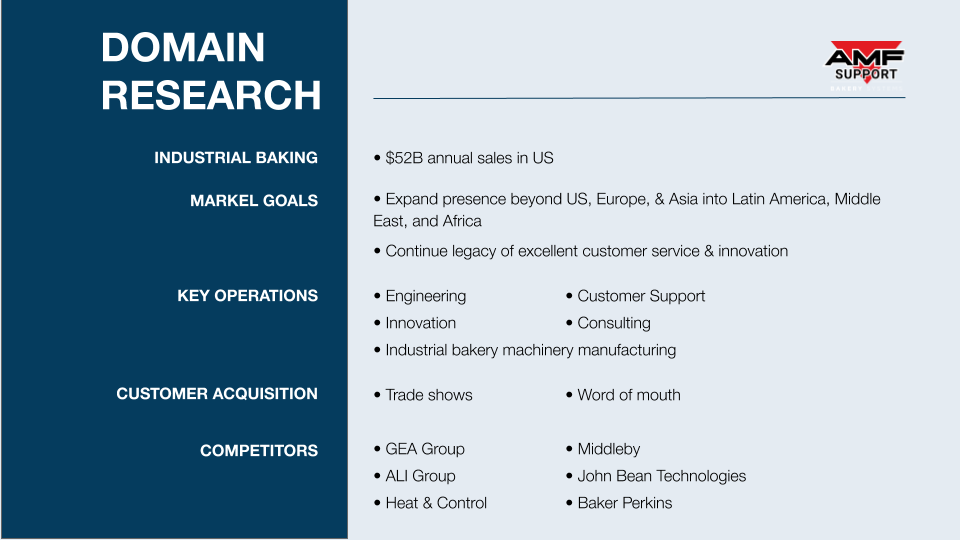 DOMAIN
RESEARCH
AMF
SUPPORT
INDUSTRIAL BAKING
• $52B annual sales in US
MARKEL GOALS
• Expand presence beyond US, Europe, & Asia into Latin America, Middle
East, and Africa
• Continue legacy of excellent customer service & innovation
KEY OPERATIONS
• Engineering
• Customer Support
• Innovation
• Consulting
• Industrial bakery machinery manufacturing
CUSTOMER ACQUISITION
• Trade shows
• Word of mouth
COMPETITORS
• GEA Group
• Middleby
• ALI Group
• John Bean Technologies
• Heat & Control
• Baker Perkins